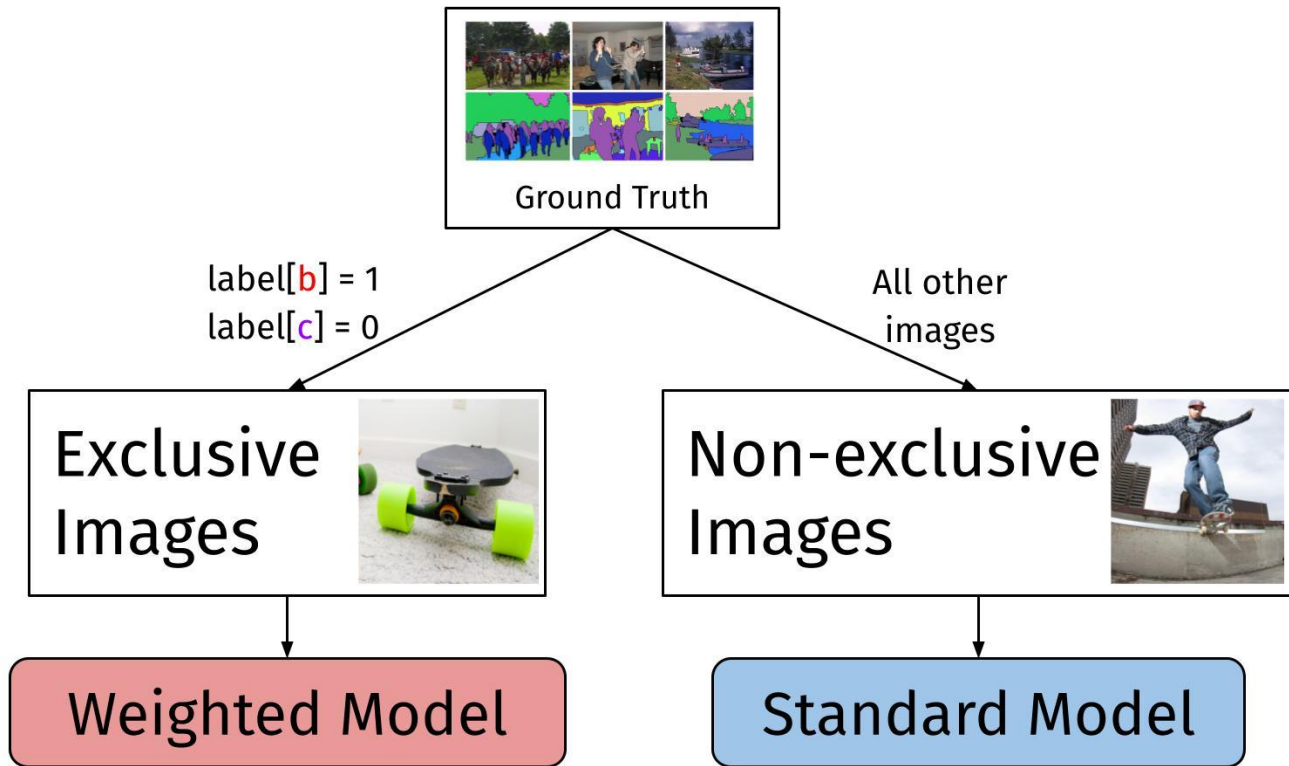 Ground Truth
label[b] = 1
label[c] = 0
All other
images
Exclusive
Images
Non-exclusive
Images
Weighted Model
Standard Model